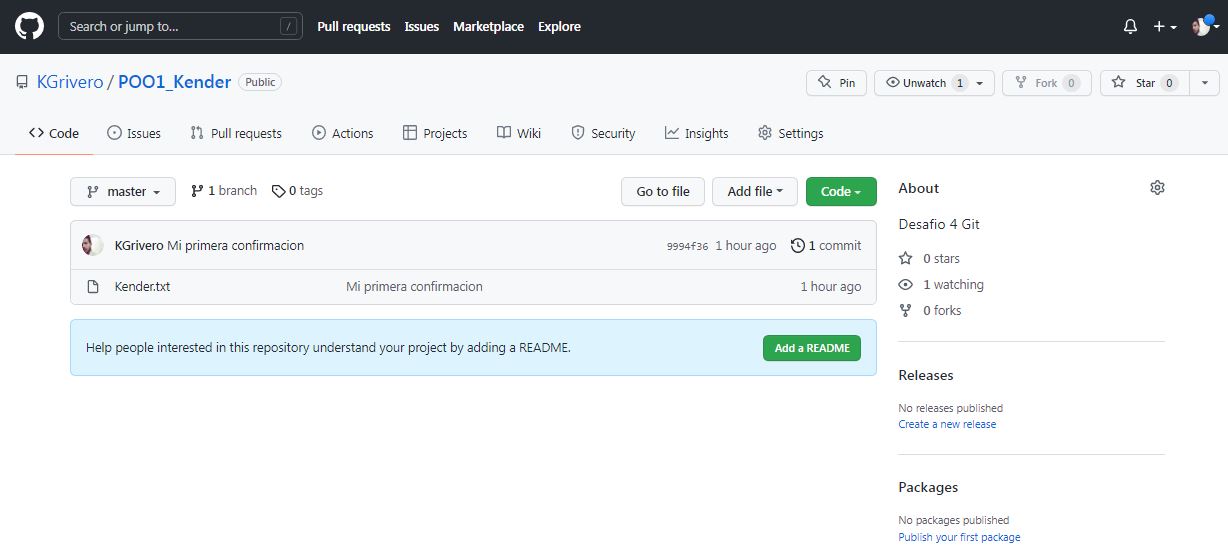 Search or jump to... / Pull requests Issues Marketplace Explore
KGrivero / POO1_Kender Public Pin Unwatch 1 Fork 0 Star 0
Code Issues Pull requests Actions Projects Wiki Security Insights Settings
master 1 branch 0 tags Go to file Add file Code
KGrivero Mi primera confirmacion 9994f36 1 hour ago 1 commit
Kender.txt Mi primera confirmacion 1 hour ago
Help people interested in this repository understand your project by adding a README. Add a README
About
Desafio 4 Git
0 stars
1 watching
0 forks
Releases
No releases published
Create a new release
Packages
No packages published
Publish your first package